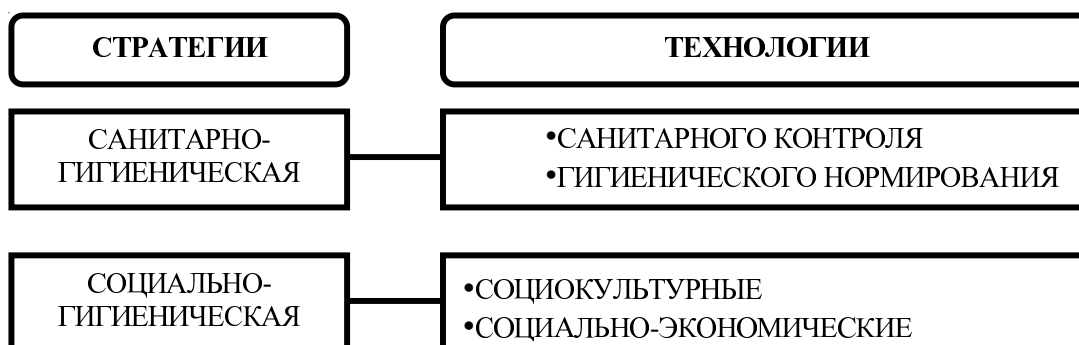 СТРАТЕГИИ
ТЕХНОЛОГИИ
САНИТАРНО-
ГИГИЕНИЧЕСКАЯ
•САНИТАРНОГО КОНТРОЛЯ
•ГИГИЕНИЧЕСКОГО НОРМИРОВАНИЯ
СОЦИАЛЬНО-
ГИГИЕНИЧЕСКАЯ
•СОЦИОКУЛЬТУРНЫЕ
•СОЦИАЛЬНО-ЭКОНОМИЧЕСКИЕ